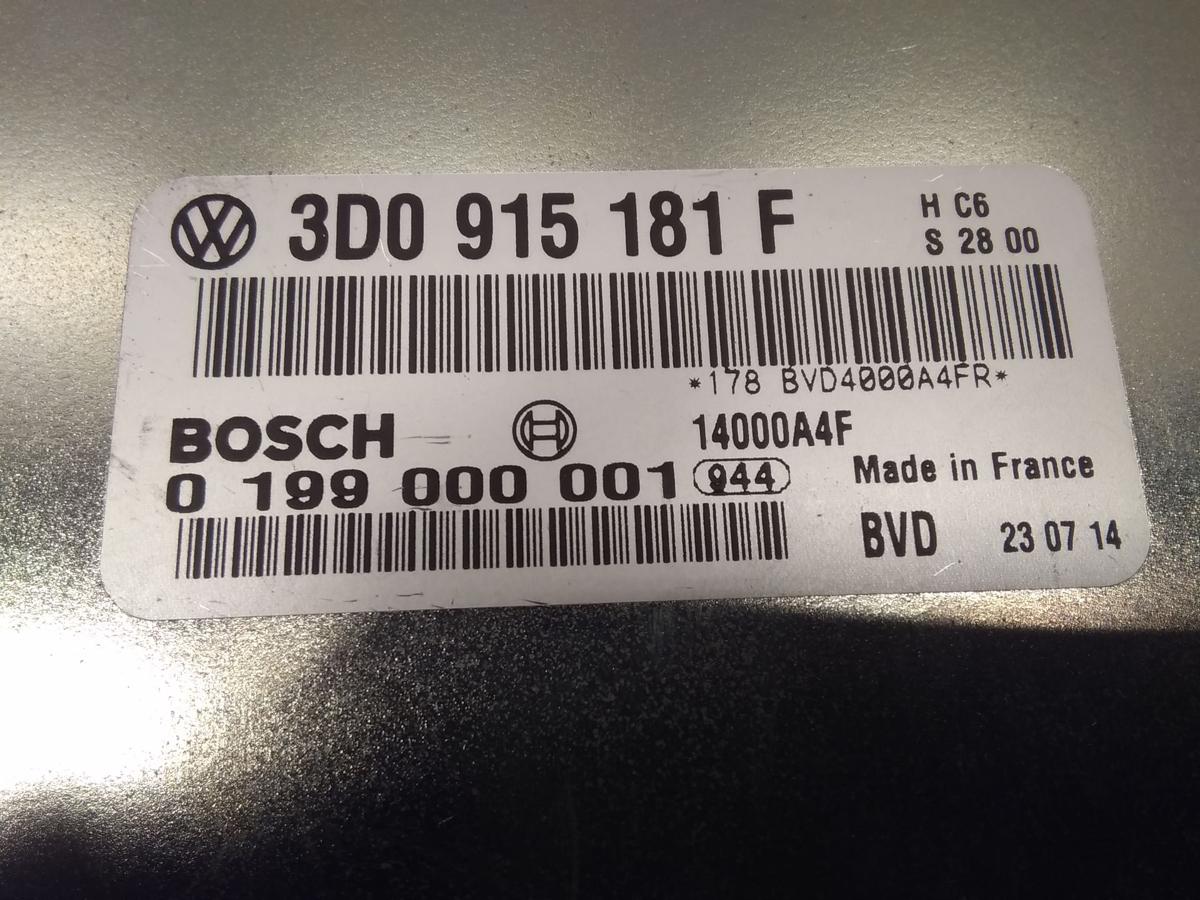 3D0 915 181 F
H C6
S 28 00
*178 BVD4000A4FR*
BOSCH
14000A4F
0 199 000 001 944
Made in France
BVD 23 07 14